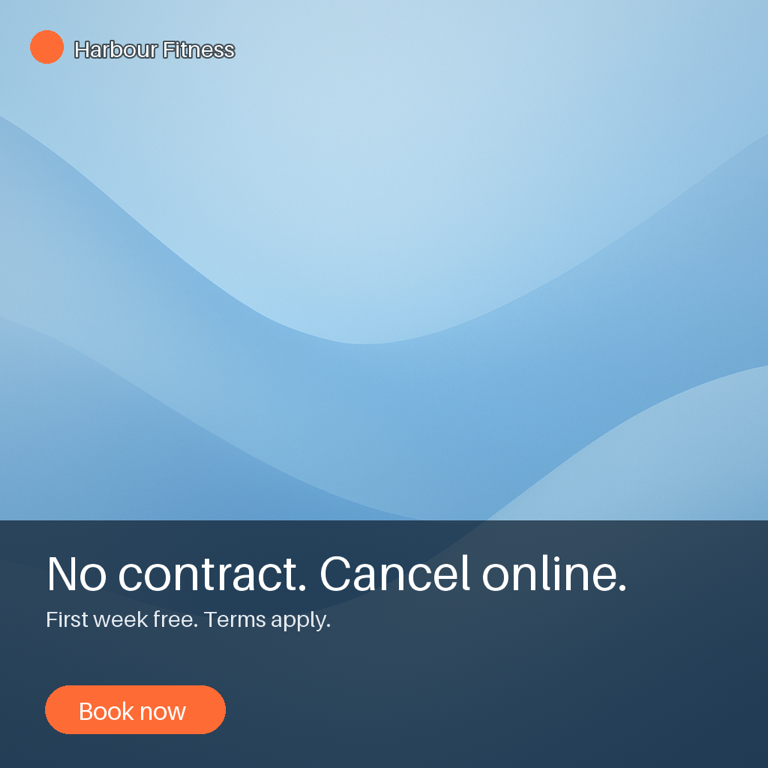 Harbour Fitness
No contract. Cancel online.
First week free. Terms apply.
Book now